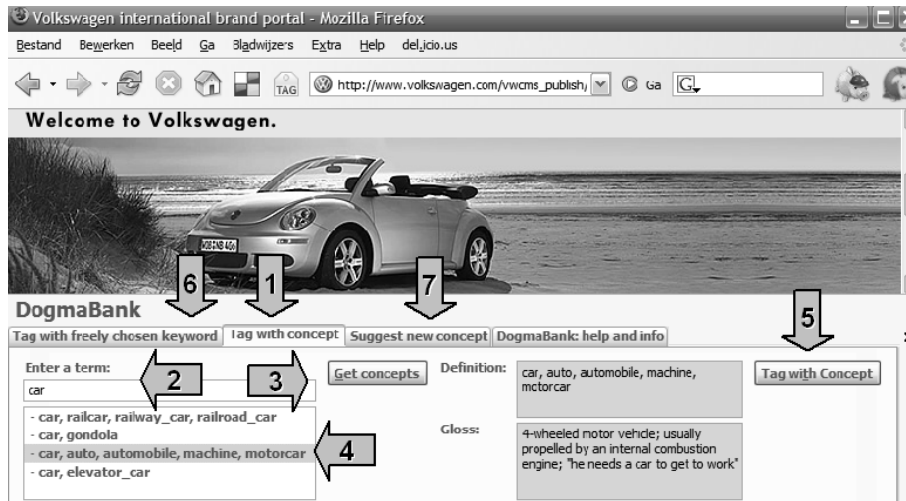 Volkswagen international brand portal - Mozilla Firefox
Bestand Bewerken Beeld Ga Bladwijzers Extra Help del.icio.us
TAG http://www.volkswagen.com/vwcms_publish/ Ga G
Welcome to Volkswagen.
WOB NB 406
6 1 7
DogmaBank
5
Tag with freely chosen keyword Tag with concept Suggest new concept DogmaBank: help and info
Enter a term: 2 3 Get concepts Definition: car, auto, automobile, machine, Tag with Concept
car motorcar
- car, railcar, railway_car, railroad_car
- car, gondola Gloss: 4-wheeled motor vehicle; usually
- car, auto, automobile, machine, motorcar 4 propelled by an internal combustion
- car, elevator_car engine; "he needs a car to get to work"